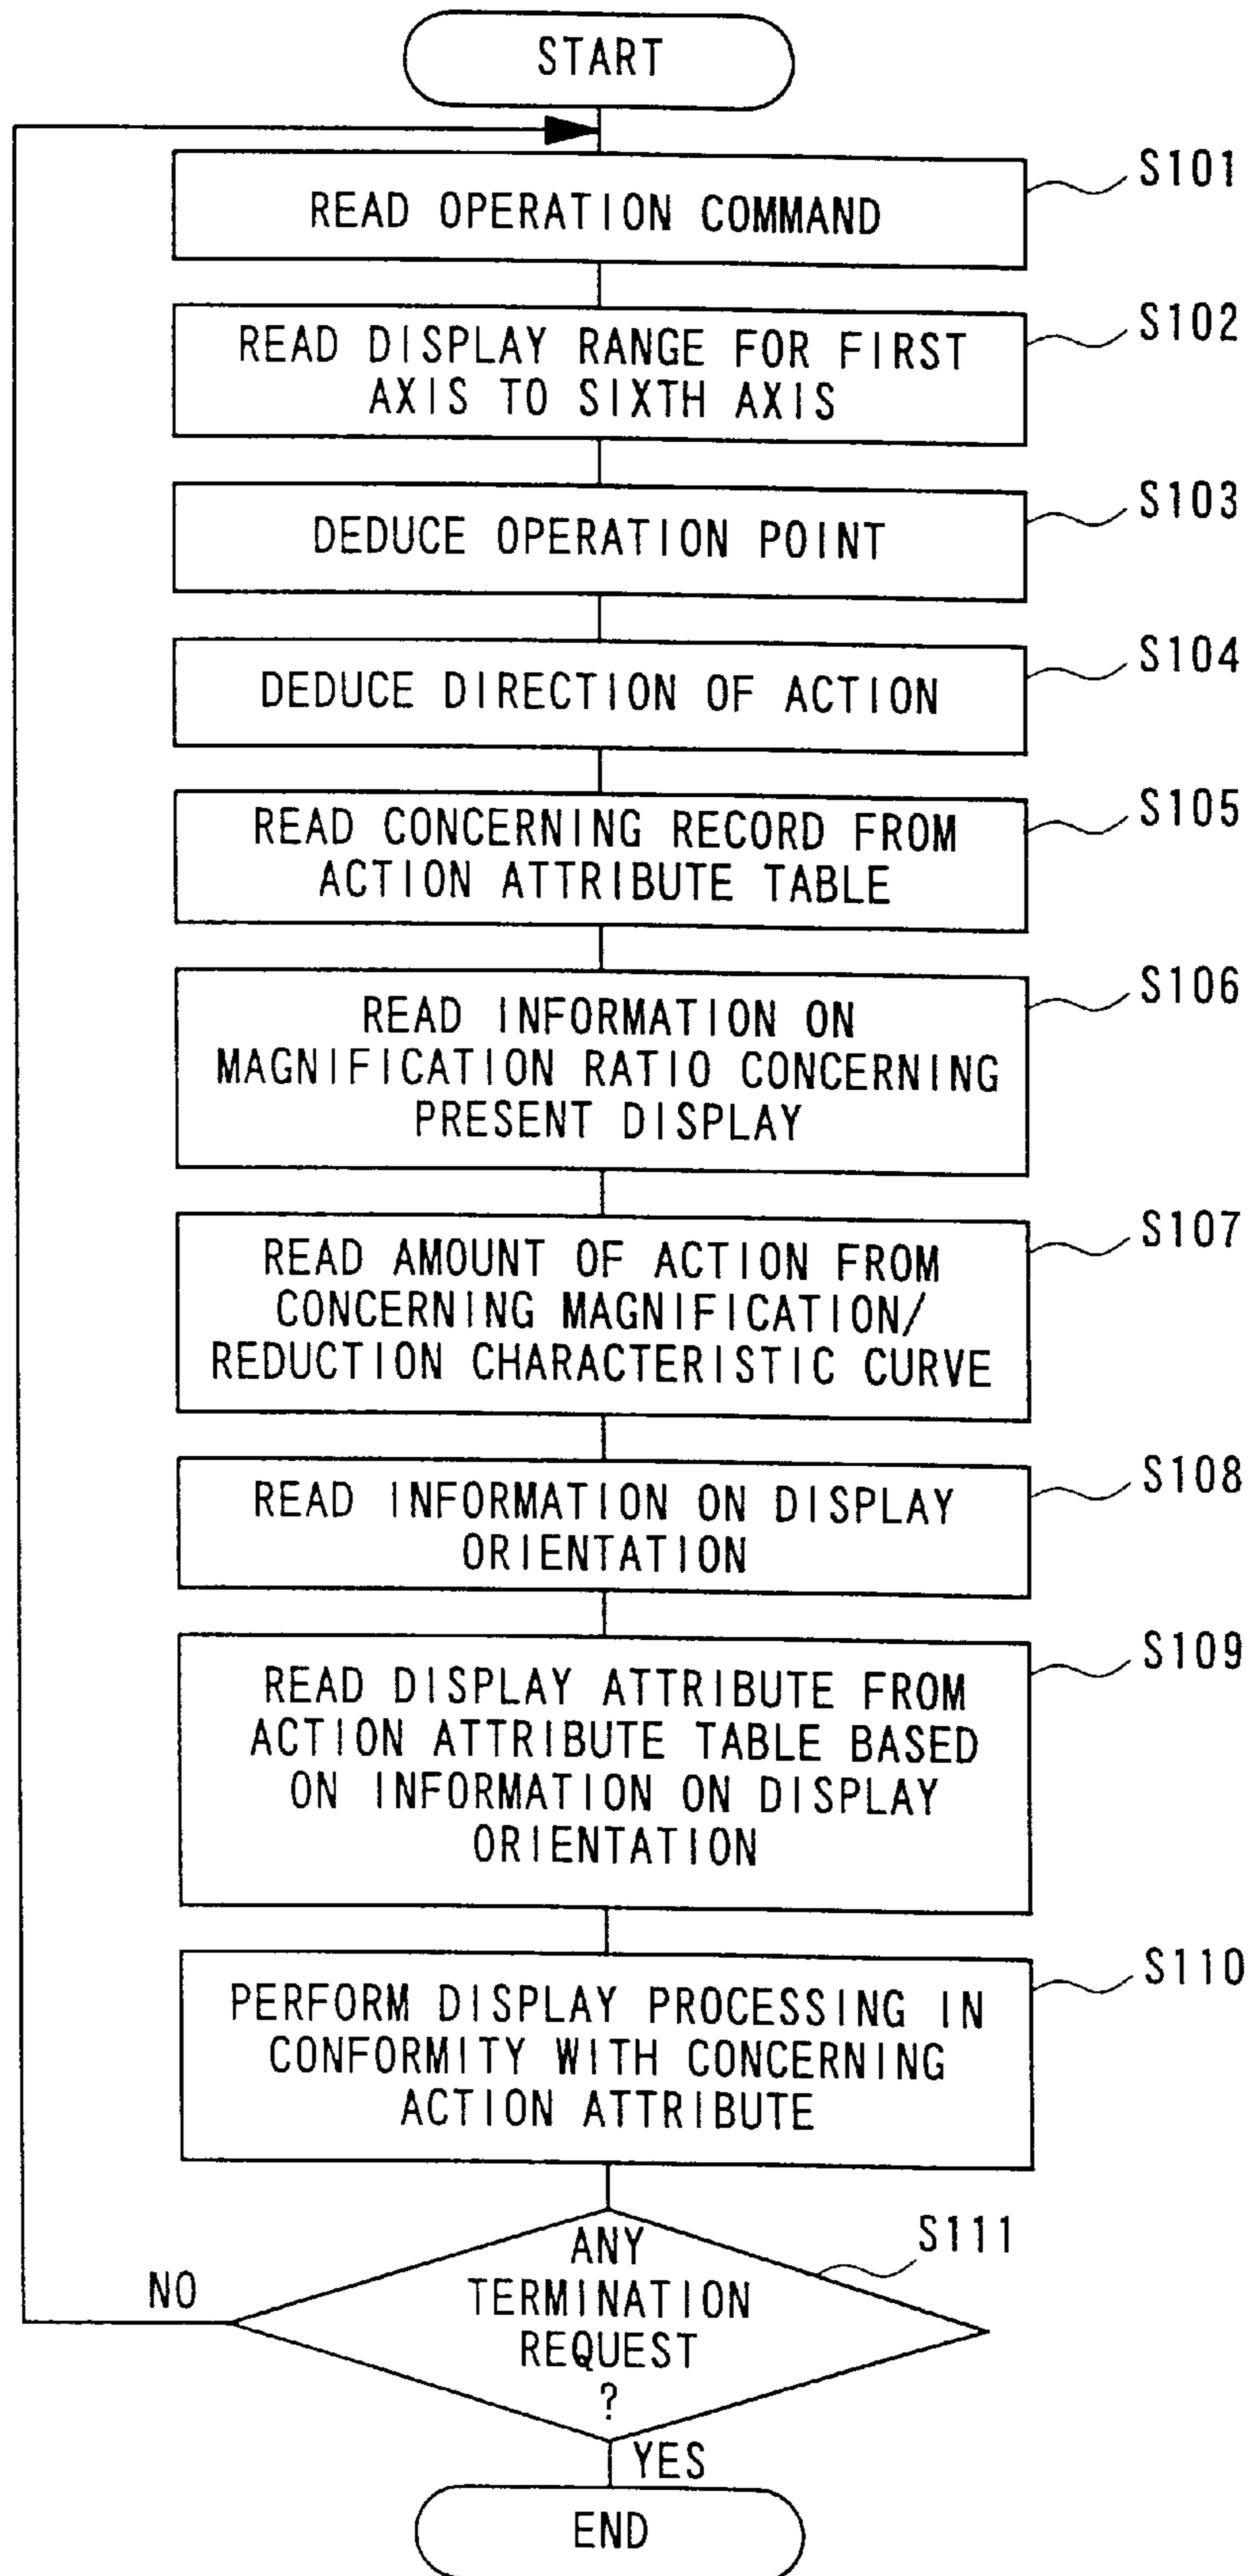 START
S101
READ OPERATION COMMAND
S102
READ DISPLAY RANGE FOR FIRST
AXIS TO SIXTH AXIS
S103
DEDUCE OPERATION POINT
S104
DEDUCE DIRECTION OF ACTION
S105
READ CONCERNING RECORD FROM
ACTION ATTRIBUTE TABLE
S106
READ INFORMATION ON
MAGNIFICATION RATIO CONCERNING
PRESENT DISPLAY
S107
READ AMOUNT OF ACTION FROM
CONCERNING MAGNIFICATION/
REDUCTION CHARACTERISTIC CURVE
S108
READ INFORMATION ON DISPLAY
ORIENTATION
S109
READ DISPLAY ATTRIBUTE FROM
ACTION ATTRIBUTE TABLE BASED
ON INFORMATION ON DISPLAY
ORIENTATION
S110
PERFORM DISPLAY PROCESSING IN
CONFORMITY WITH CONCERNING
ACTION ATTRIBUTE
S111
ANY
TERMINATION
REQUEST
?
NO
YES
END